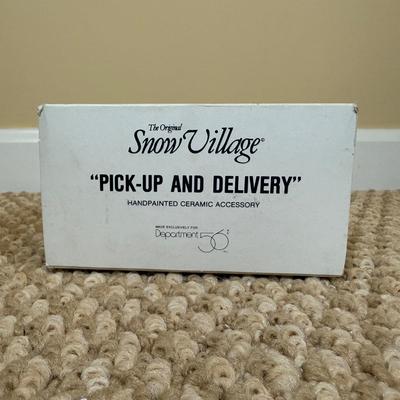 The Original
Snow Village®
"PICK-UP AND DELIVERY"
HANDPAINTED CERAMIC ACCESSORY
MADE EXCLUSIVELY FOR
Department 56